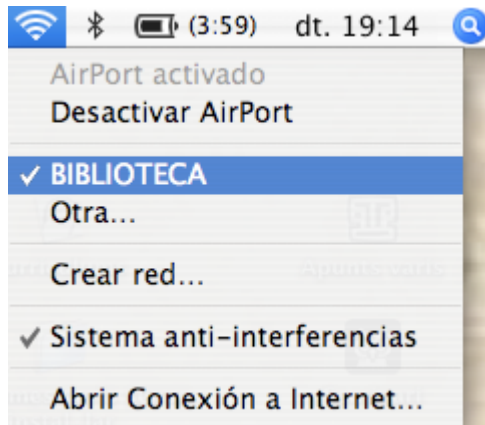 (3:59) dt. 19:14
AirPort activado
Desactivar AirPort
✓ BIBLIOTECA
Otra...
Crear red...
✓ Sistema anti-interferencias
Abrir Conexión a Internet...